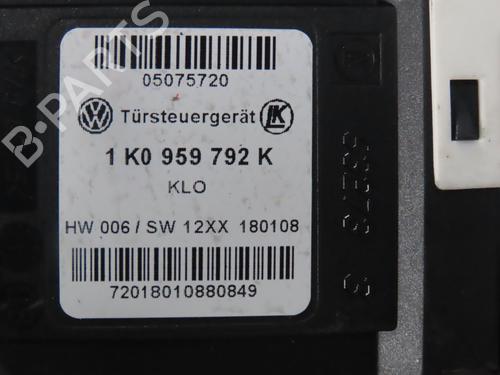 05075720
Türsteuergerät
1 K0 959 792 K
KLO
HW 006 / SW 12XX 180108
72018010880849
B-PARTS